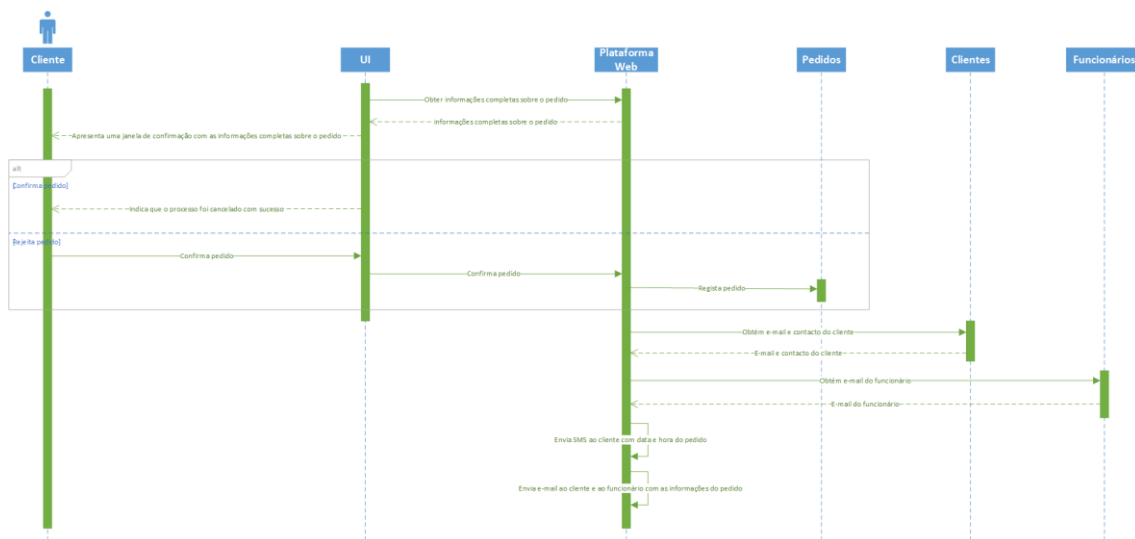 Cliente
UI
Plataforma
Web
Pedidos
Clientes
Funcionários
Obter informações completas sobre o pedido
Informações completas sobre o pedido
Apresenta uma janela de confirmação com as informações completas sobre o pedido
alt
[Confirma pedido]
Indica que o processo foi cancelado com sucesso
[Rejeita pedido]
Confirma pedido
Confirma pedido
Regista pedido
Obtém e-mail e contacto do cliente
E-mail e contacto do cliente
Obtém e-mail do funcionário
E-mail do funcionário
Envia SMS ao cliente com data e hora do pedido
Envia e-mail ao cliente e ao funcionário com as informações do pedido